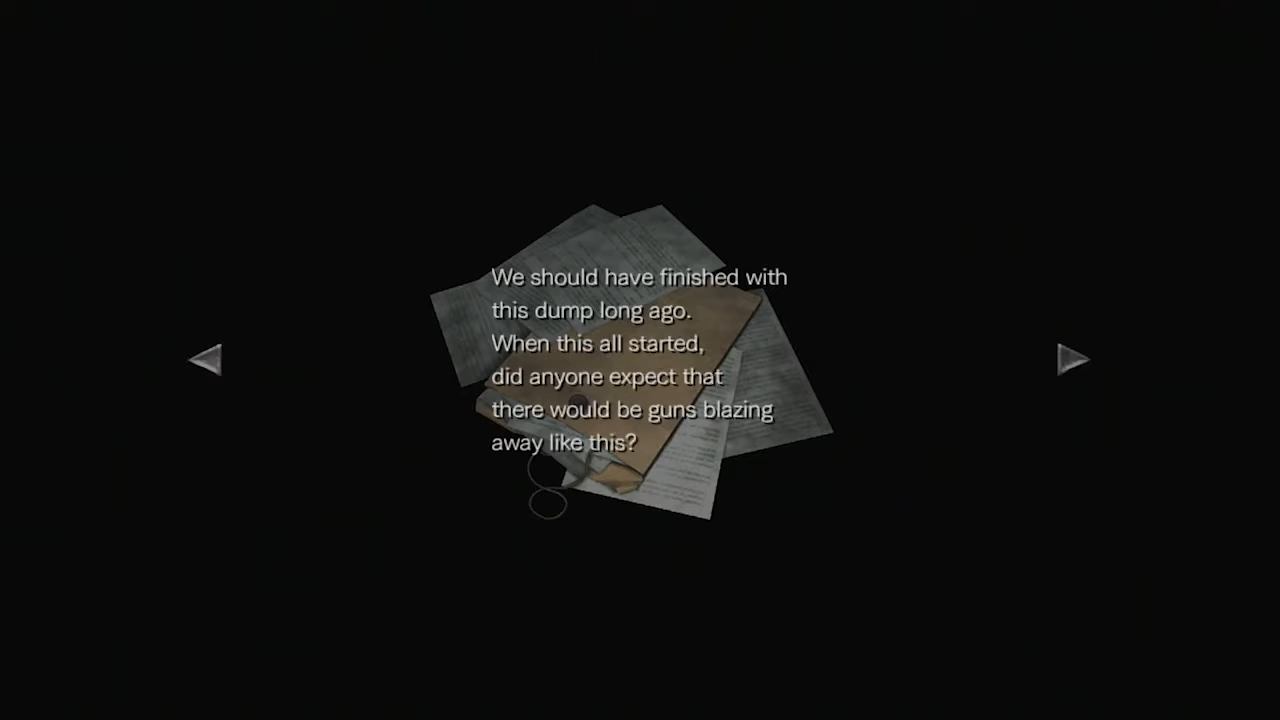 We should have finished with
this dump long ago.
When this all started,
did anyone expect that
there would be guns blazing
away like this?